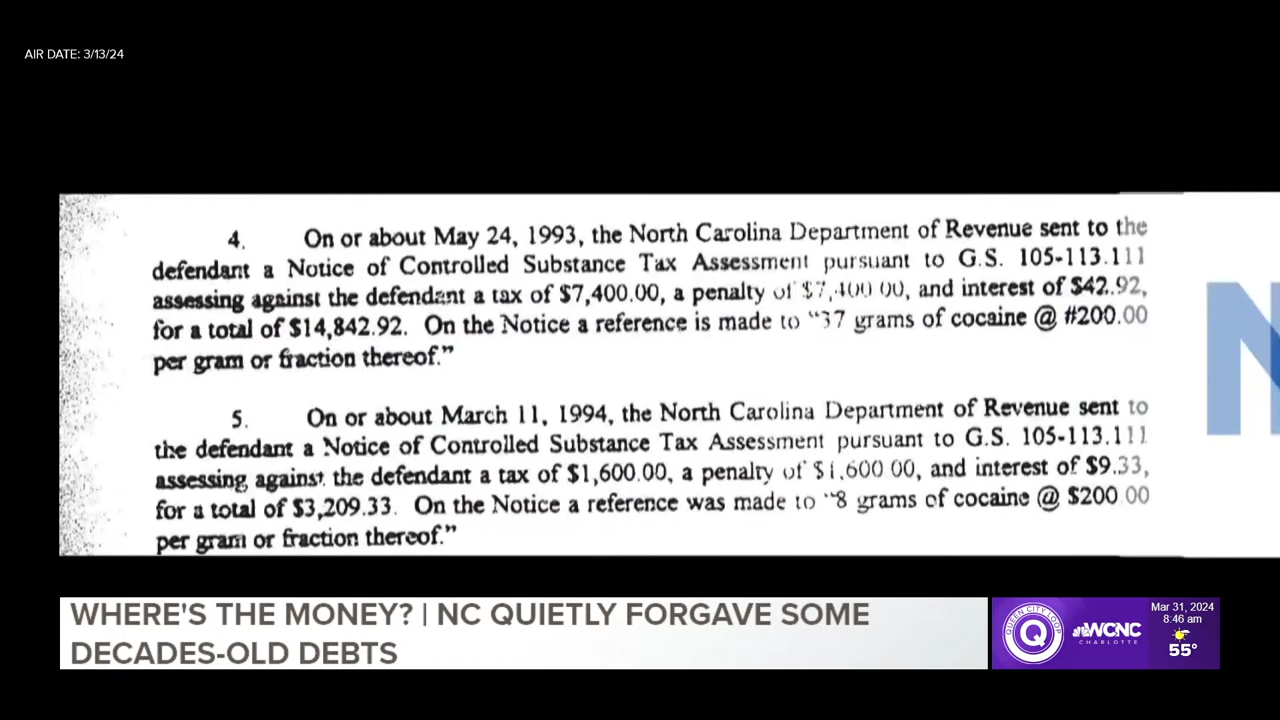 AIR DATE: 3/13/24
4. On or about May 24, 1993, the North Carolina Department of Revenue sent to the
defendant a Notice of Controlled Substance Tax Assessment pursuant to G.S. 105-113.111
assessing against the defendant a tax of $7,400.00, a penalty of $7,400 00, and interest of $42.92,
for a total of $14,842.92. On the Notice a reference is made to "37 grams of cocaine @ #200.00
per gram or fraction thereof."
5. On or about March 11, 1994, the North Carolina Department of Revenue sent to
the defendant a Notice of Controlled Substance Tax Assessment pursuant to G.S. 105-113.111
assessing against the defendant a tax of $1,600.00, a penalty of $1,600 00, and interest of $9.33,
for a total of $3,209.33. On the Notice a reference was made to "8 grams of cocaine @ $200 00
per gram or fraction thereof."
N
WHERE'S THE MONEY? | NC QUIETLY FORGAVE SOME
DECADES-OLD DEBTS
QUEEN CITY LOOP
Q
WCNC
CHARLOTTE
Mar 31, 2024
8:46 am
55°